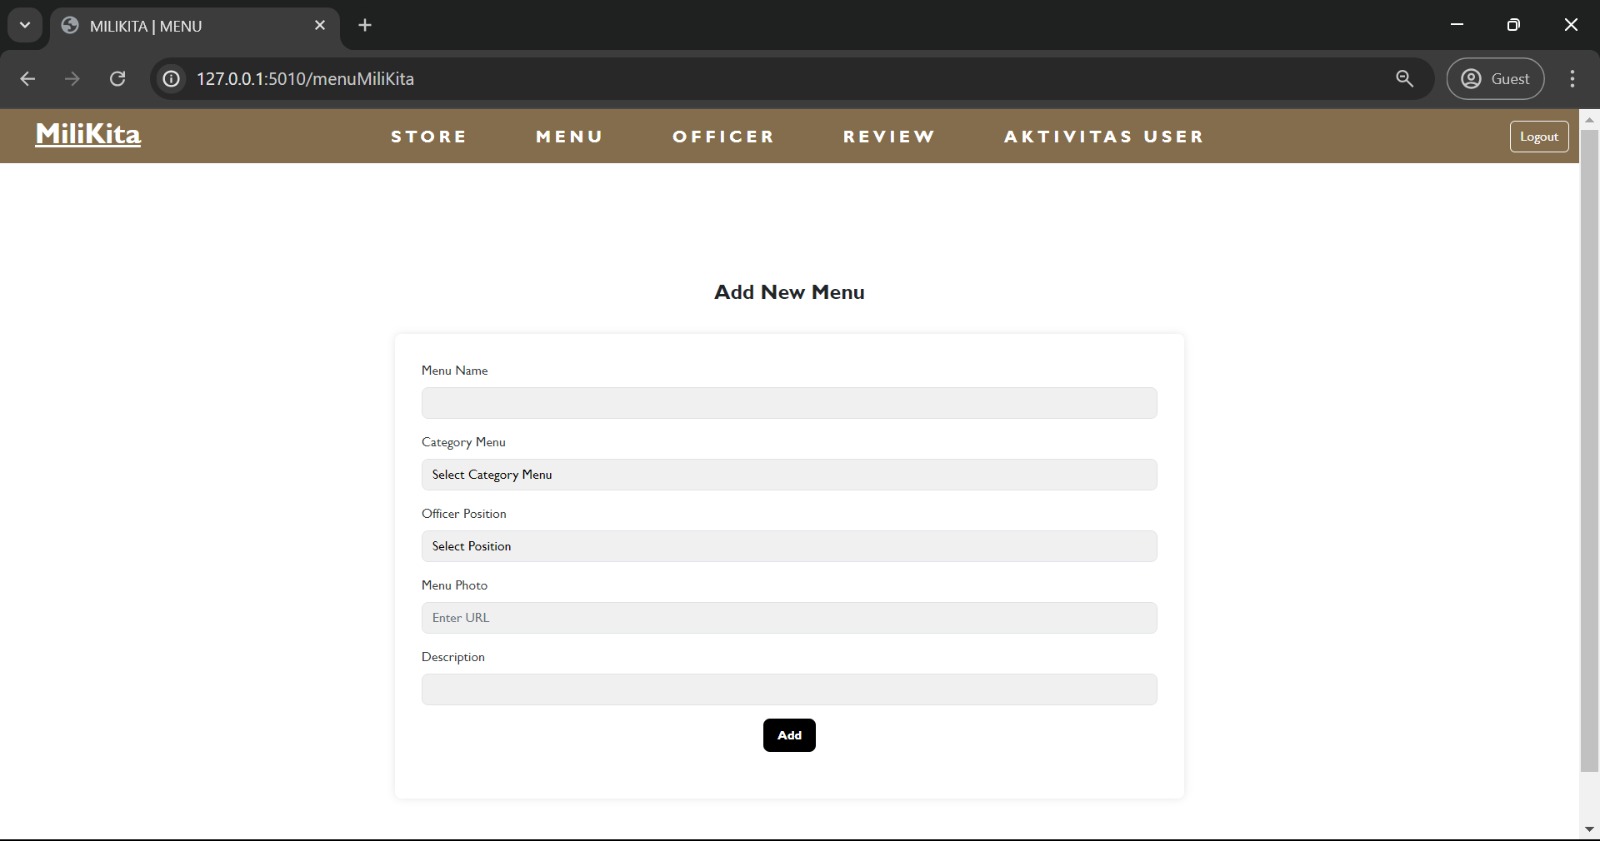 MILIKITA | MENU
127.0.0.1:5010/menuMiliKita
Guest
MiliKita STORE MENU OFFICER REVIEW AKTIVITAS USER Logout
Add New Menu
Menu Name
Category Menu
Select Category Menu
Officer Position
Select Position
Menu Photo
Enter URL
Description
Add